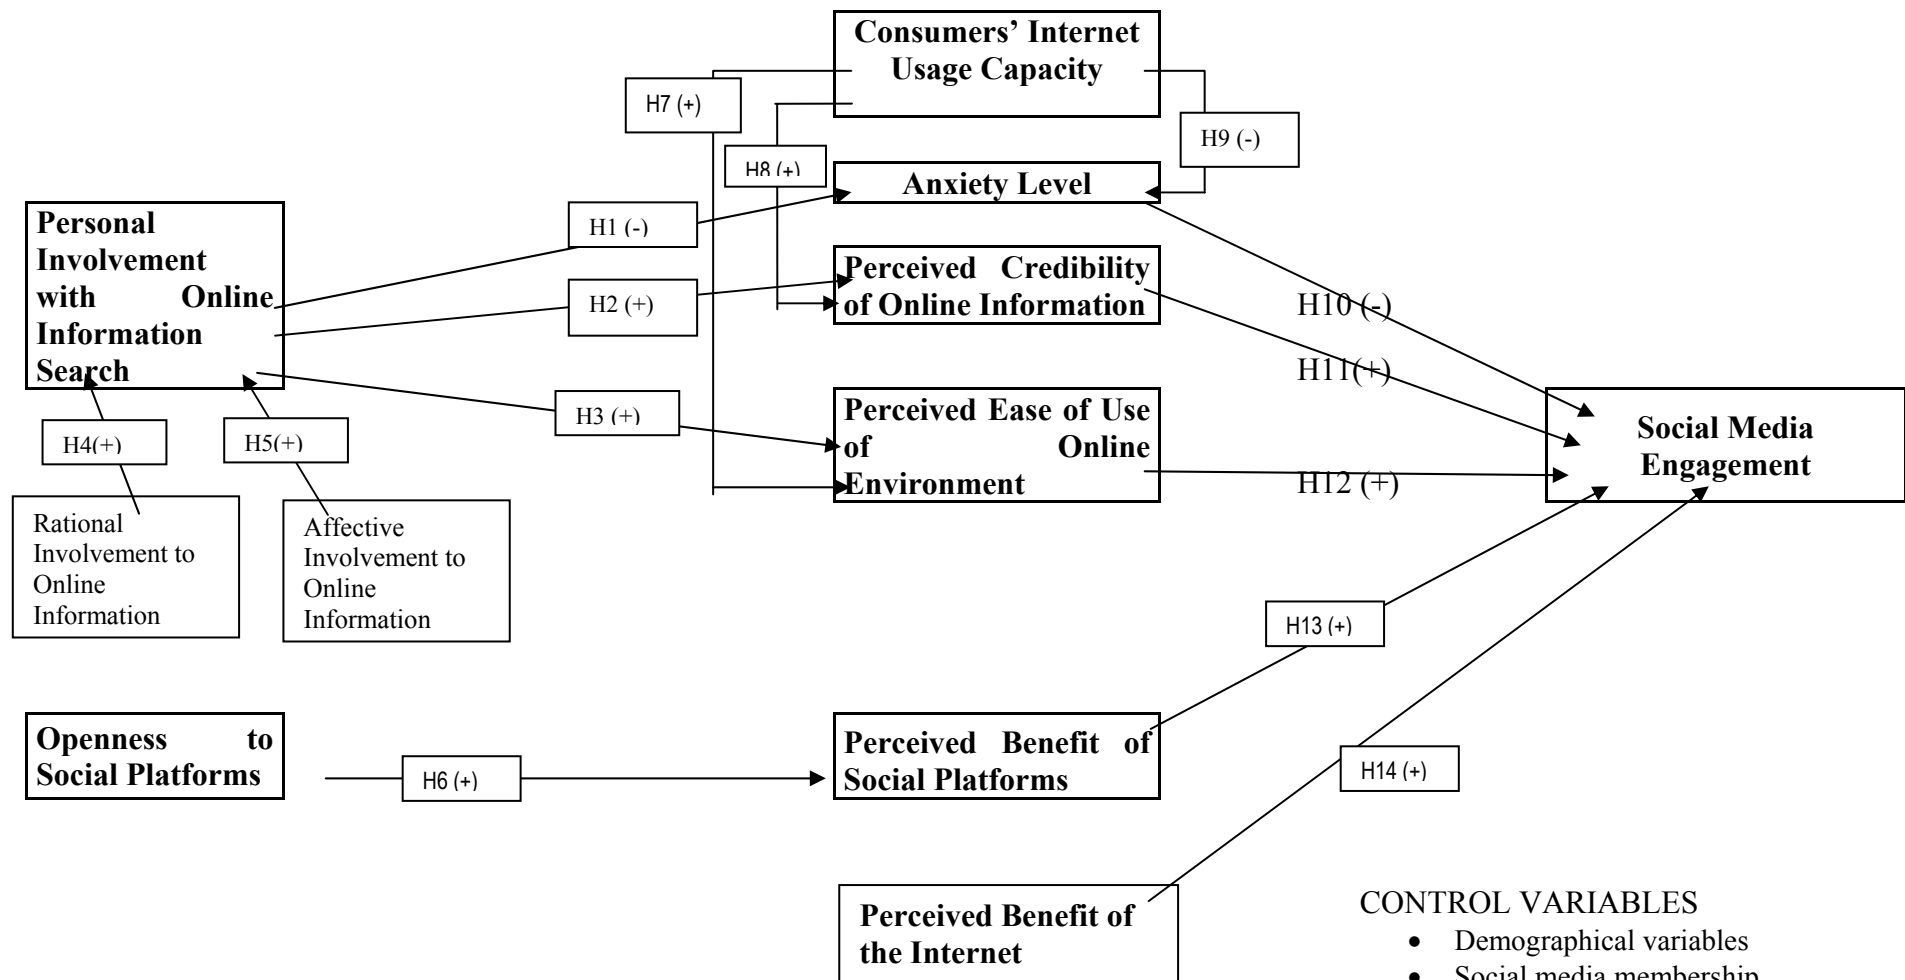 Consumers' Internet
Usage Capacity
H7 (+)
H9 (-)
H8 (+)
Anxiety Level
Personal
Involvement
with Online
Information
Search
H1 (-)
H2 (+)
H3 (+)
Perceived Credibility
of Online Information
H10 (-)
H11(+)
Perceived Ease of Use
of Online
Environment
H12 (+)
Social Media
Engagement
H4(+)
H5(+)
Rational
Involvement to
Online
Information
Affective
Involvement to
Online
Information
H13 (+)
Openness to
Social Platforms
H6 (+)
Perceived Benefit of
Social Platforms
H14 (+)
Perceived Benefit of
the Internet
CONTROL VARIABLES
• Demographical variables
• Social media membership